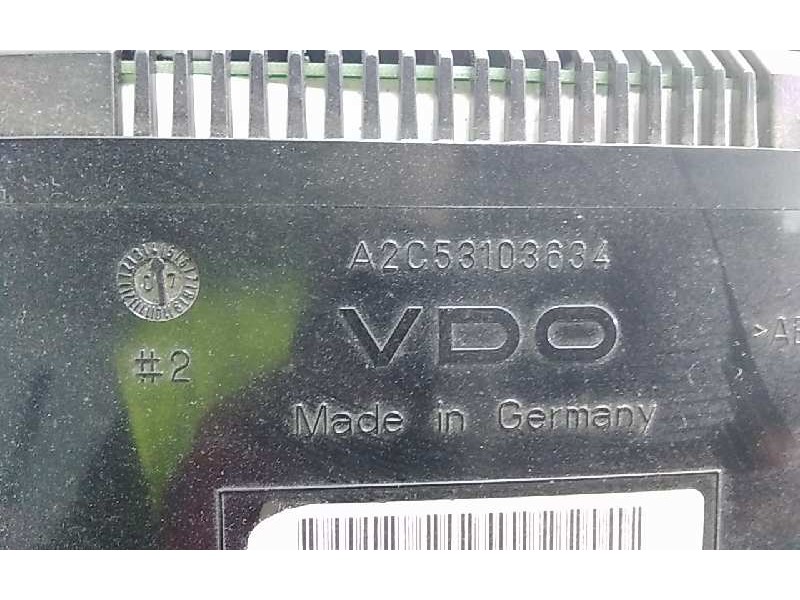 A2C53103634
VDO
#2
Made in Germany